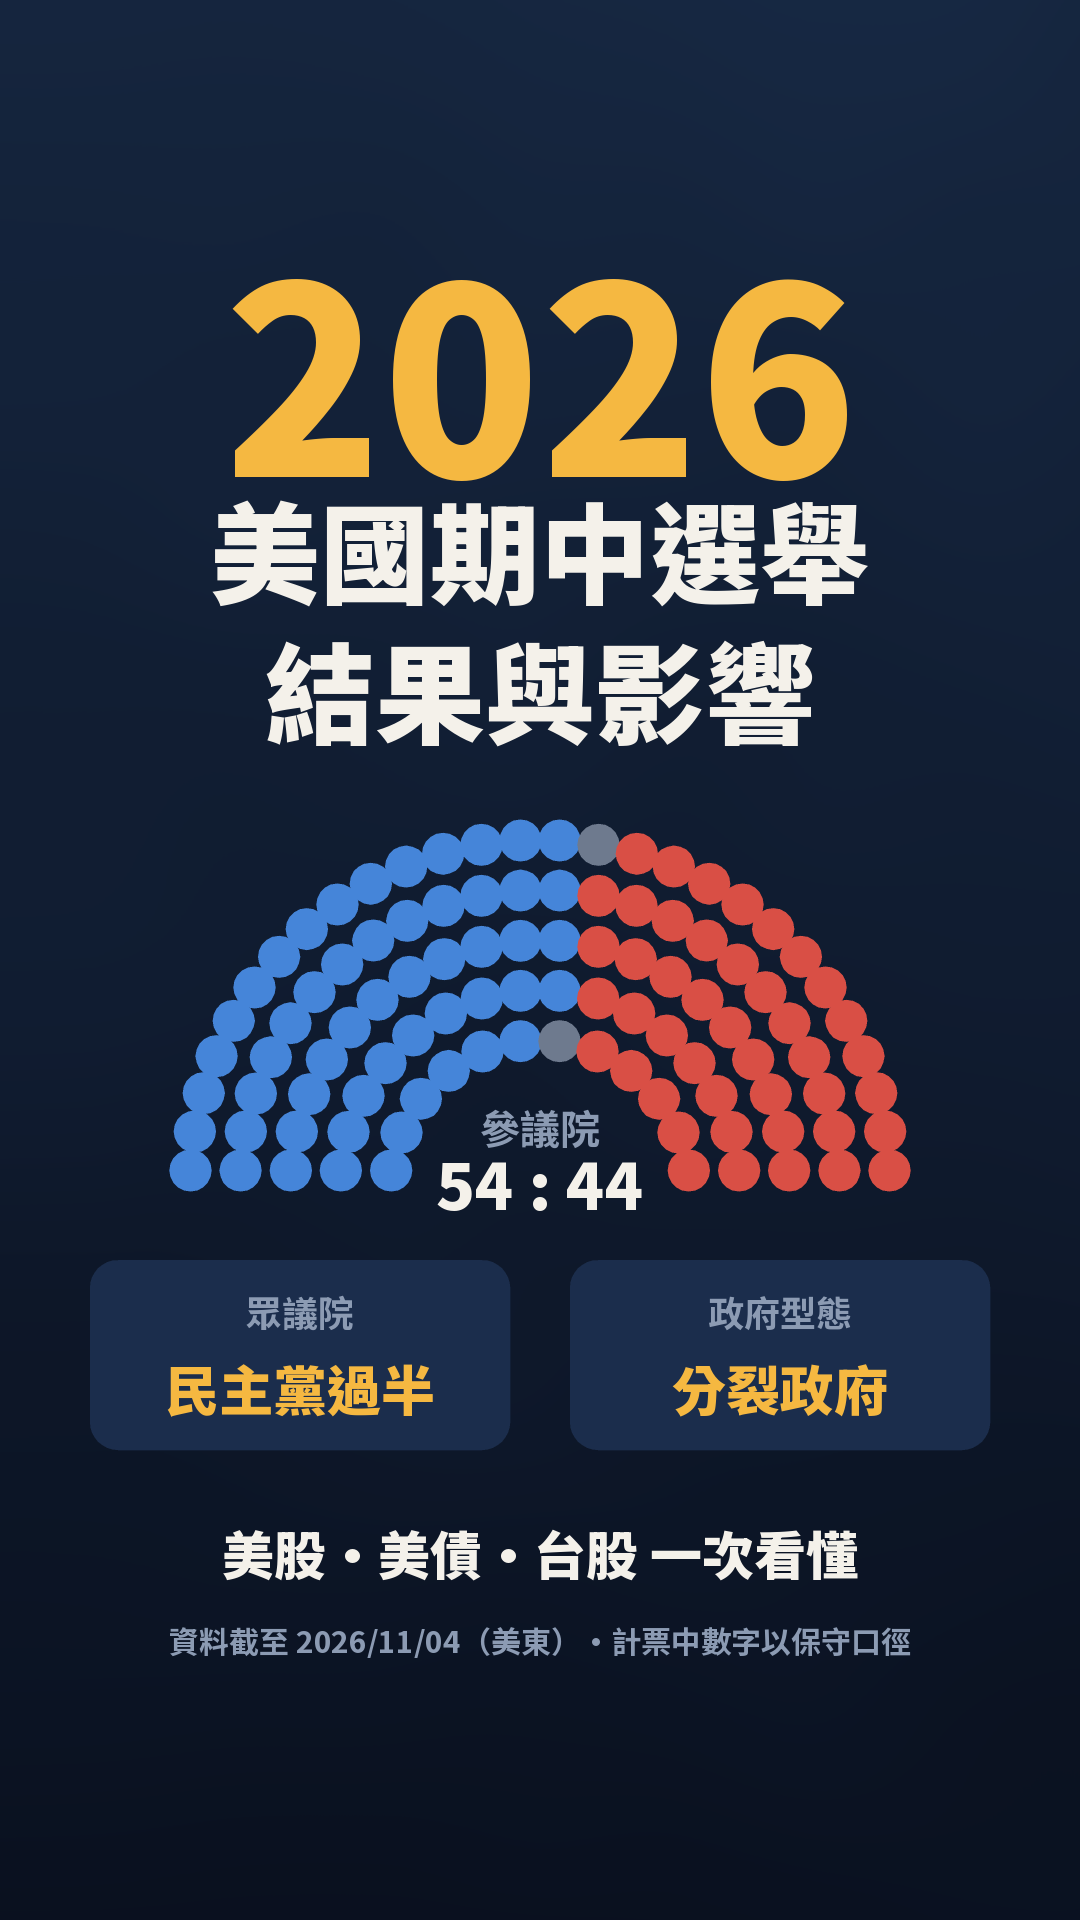 2026
美國期中選舉
結果與影響
參議院
54 : 44
眾議院
民主黨過半
政府型態
分裂政府
美股・美債・台股 一次看懂
資料截至 2026/11/04（美東）・計票中數字以保守口徑